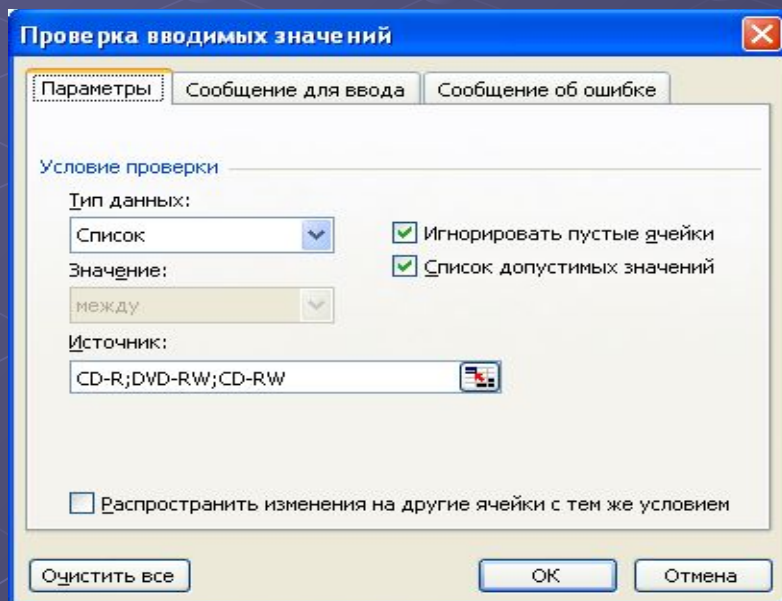 Проверка вводимых значений
Параметры
Сообщение для ввода
Сообщение об ошибке
Условие проверки
Тип данных:
Список
Игнорировать пустые ячейки
Значение:
Список допустимых значений
между
Источник:
CD-R;DVD-RW;CD-RW
Распространить изменения на другие ячейки с тем же условием
Очистить все
ОК
Отмена